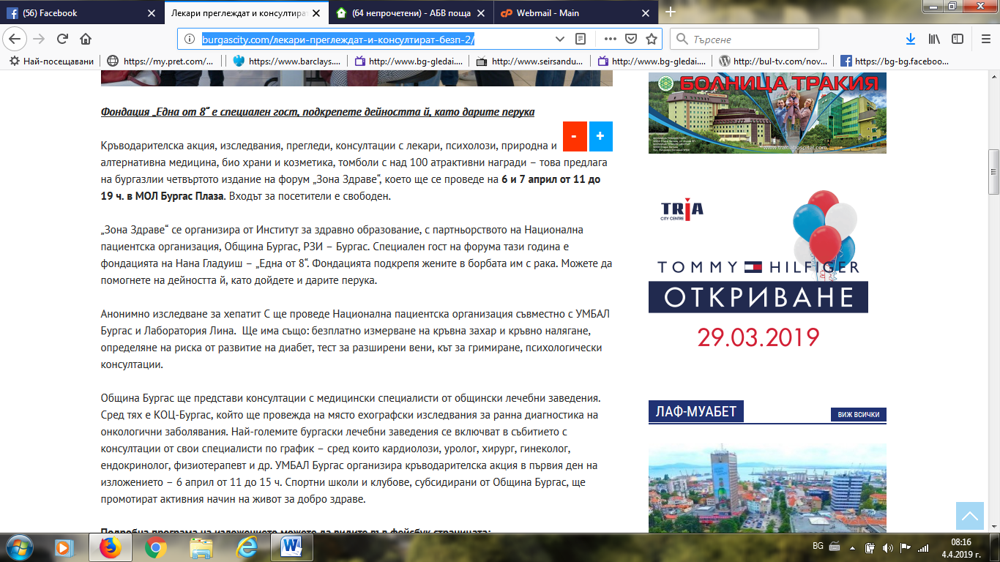 (56) Facebook
Лекари преглеждат и консултират
(64 непрочетени) - АБВ поща
Webmail - Main
burgascity.com/лекари-преглеждат-и-консултират-безп-2/
Търсене
Най-посещавани
https://my.pret.com/...
https://www.barclays....
http://www.bg-gledai....
http://www.seirsandu...
http://www.bg-gledai....
http://bul-tv.com/nov...
https://bg-bg.faceboo...
Фондация „Една от 8“ е специален гост, подкрепете дейността й, като дарите перука
- +
Кръводарителска акция, изследвания, прегледи, консултации с лекари, психолози, природна и
алтернативна медицина, био храни и козметика, томболи с над 100 атрактивни награди – това предлага
на бургазлии четвъртото издание на форум „Зона Здраве“, което ще се проведе на 6 и 7 април от 11 до
19 ч. в МОЛ Бургас Плаза. Входът за посетители е свободен.
„Зона Здраве“ се организира от Институт за здравно образование, с партньорството на Национална
пациентска организация, Община Бургас, РЗИ – Бургас. Специален гост на форума тази година е
фондацията на Нана Гладуиш – „Една от 8“. Фондацията подкрепя жените в борбата им с рака. Можете да
помогнете на дейността й, като дойдете и дарите перука.
Анонимно изследване за хепатит С ще проведе Национална пациентска организация съвместно с УМБАЛ
Бургас и Лаборатория Лина.  Ще има също: безплатно измерване на кръвна захар и кръвно налягане,
определяне на риска от развитие на диабет, тест за разширени вени, кът за гримиране, психологически
консултации.
Община Бургас ще представи консултации с медицински специалисти от общински лечебни заведения.
Сред тях е КОЦ-Бургас, който ще провежда на място ехографски изследвания за ранна диагностика на
онкологични заболявания. Най-големите бургаски лечебни заведения се включват в събитието с
консултации от свои специалисти по график – сред които кардиолози, уролог, хирург, гинеколог,
ендокринолог, физиотерапевт и др. УМБАЛ Бургас организира кръводарителска акция в първия ден на
изложението – 6 април от 11 до 15 ч. Спортни школи и клубове, субсидирани от Община Бургас, ще
промотират активния начин на живот за добро здраве.
Подробна програма на изложението можете да видите във фейсбук страницата:
БОЛНИЦА ТРАКИЯ
www.trakiahospital.com
TRIA
CITY CENTRE
TOMMY HILFIGER
ОТКРИВАНЕ
29.03.2019
ЛАФ-МУАБЕТ
ВИЖ ВСИЧКИ
BG
08:16
4.4.2019 г.